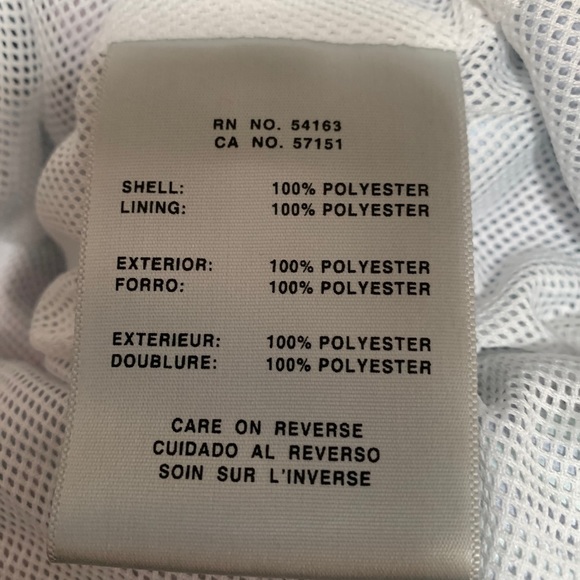 RN NO. 54163
CA NO. 57151
SHELL: 100% POLYESTER
LINING: 100% POLYESTER
EXTERIOR: 100% POLYESTER
FORRO: 100% POLYESTER
EXTERIEUR: 100% POLYESTER
DOUBLURE: 100% POLYESTER
CARE ON REVERSE
CUIDADO AL REVERSO
SOIN SUR L'INVERSE